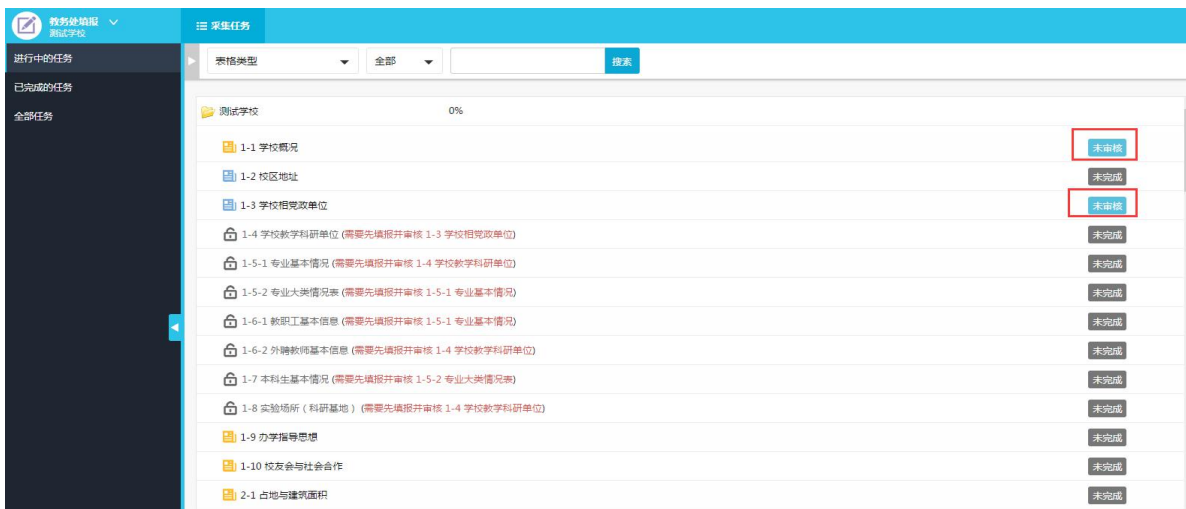 教务处填报
测试学校
采集任务
进行中的任务
已完成的任务
全部任务
表格类型 全部 搜索
测试学校 0%
1-1 学校概况 未审核
1-2 校区地址 未完成
1-3 学校相党政单位 未审核
1-4 学校教学科研单位 (需要先填报并审核 1-3 学校相党政单位) 未完成
1-5-1 专业基本情况 (需要先填报并审核 1-4 学校教学科研单位) 未完成
1-5-2 专业大类情况表 (需要先填报并审核 1-5-1 专业基本情况) 未完成
1-6-1 教职工基本信息 (需要先填报并审核 1-5-1 专业基本情况) 未完成
1-6-2 外聘教师基本信息 (需要先填报并审核 1-4 学校教学科研单位) 未完成
1-7 本科生基本情况 (需要先填报并审核 1-5-2 专业大类情况表) 未完成
1-8 实验场所（科研基地）(需要先填报并审核 1-4 学校教学科研单位) 未完成
1-9 办学指导思想 未完成
1-10 校友会与社会合作 未完成
2-1 占地与建筑面积 未完成